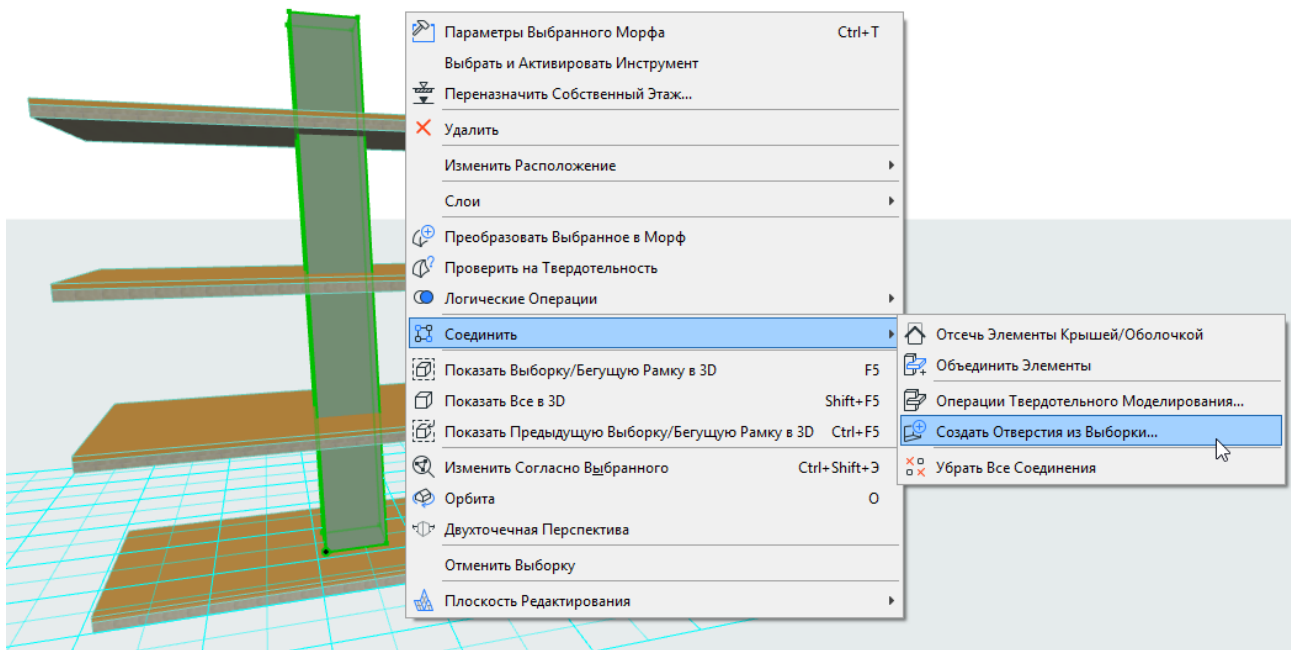 Параметры Выбранного Морфа Ctrl+T
Выбрать и Активировать Инструмент
Переназначить Собственный Этаж...
Удалить
Изменить Расположение
Слои
Преобразовать Выбранное в Морф
Проверить на Твердотельность
Логические Операции
Соединить
Показать Выборку/Бегущую Рамку в 3D F5
Показать Все в 3D Shift+F5
Показать Предыдущую Выборку/Бегущую Рамку в 3D Ctrl+F5
Изменить Согласно Выбранного Ctrl+Shift+Э
Орбита O
Двухточечная Перспектива
Отменить Выборку
Плоскость Редактирования
Отсечь Элементы Крышей/Оболочкой
Объединить Элементы
Операции Твердотельного Моделирования...
Создать Отверстия из Выборки...
Убрать Все Соединения